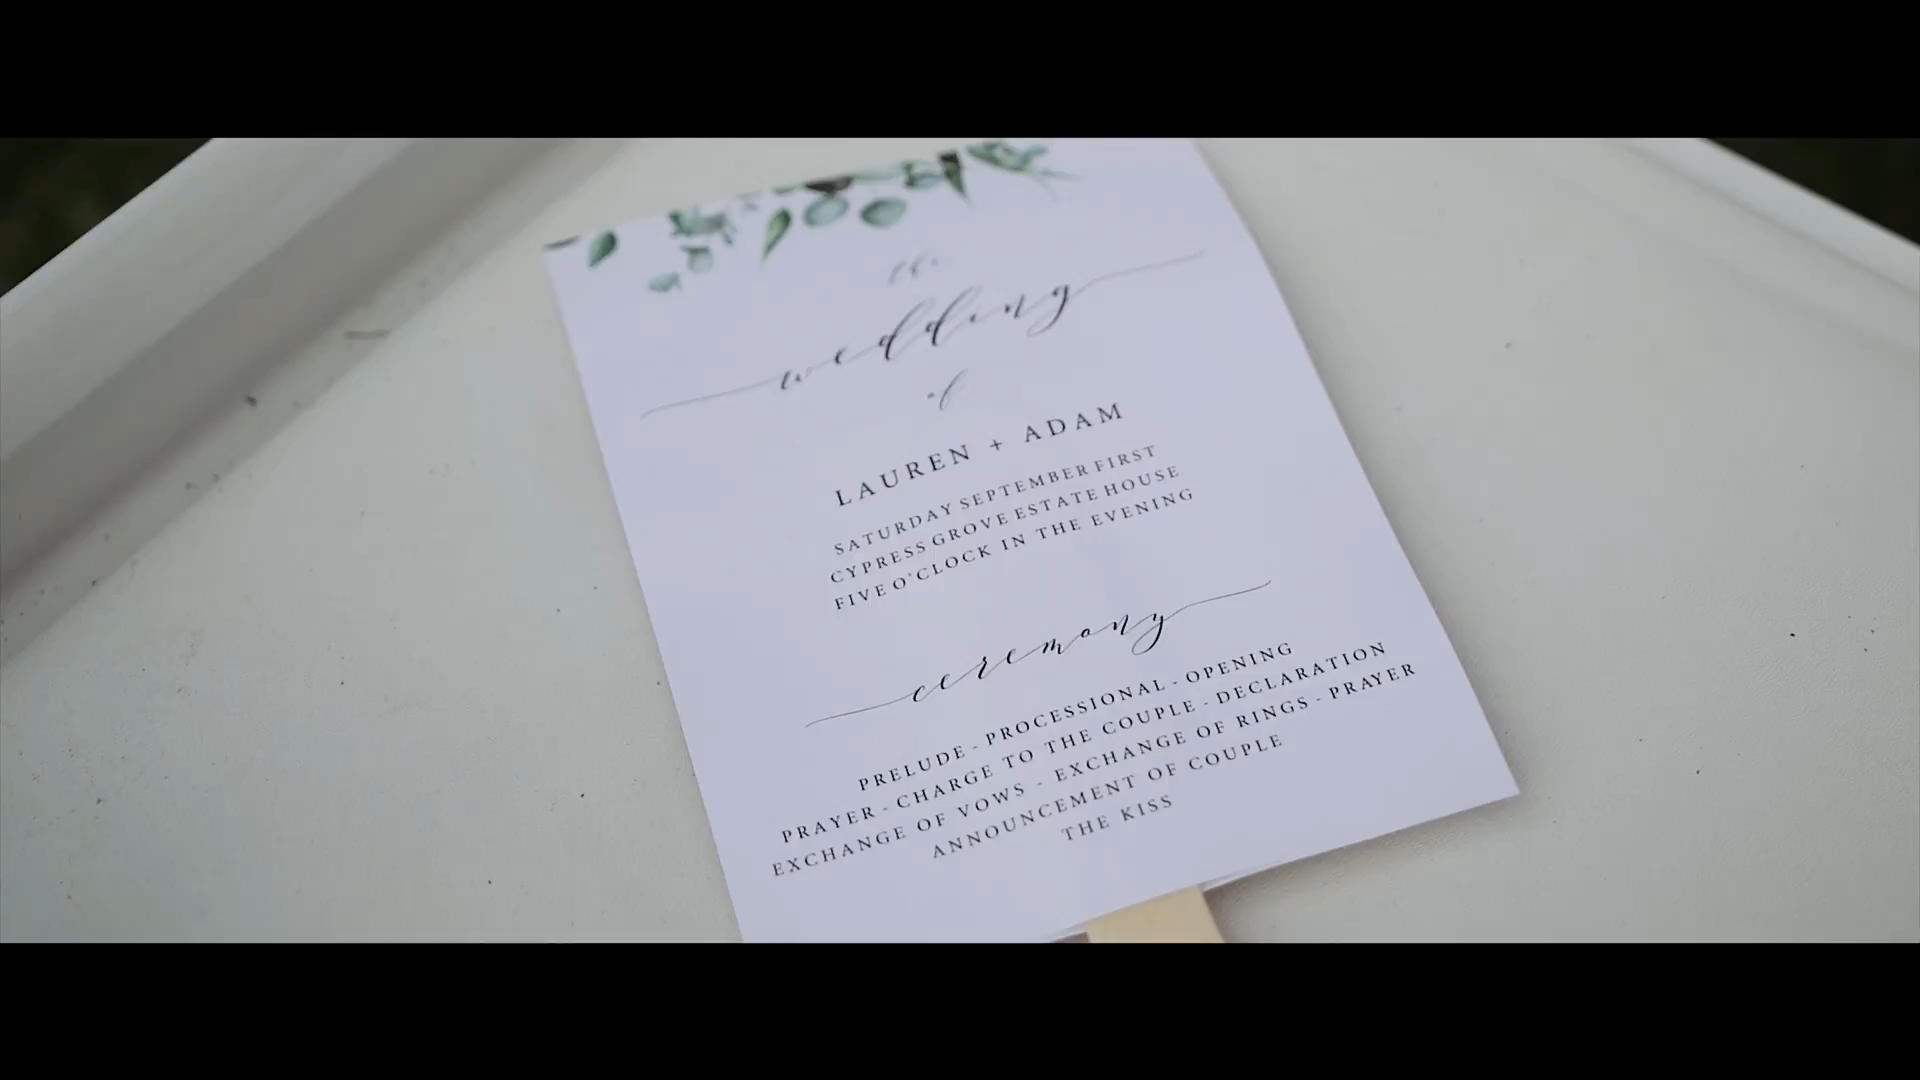 the
wedding
of
LAUREN + ADAM
SATURDAY SEPTEMBER FIRST
CYPRESS GROVE ESTATE HOUSE
FIVE O'CLOCK IN THE EVENING
ceremony
PRELUDE - PROCESSIONAL - OPENING
PRAYER - CHARGE TO THE COUPLE - DECLARATION
EXCHANGE OF VOWS - EXCHANGE OF RINGS - PRAYER
ANNOUNCEMENT OF COUPLE
THE KISS